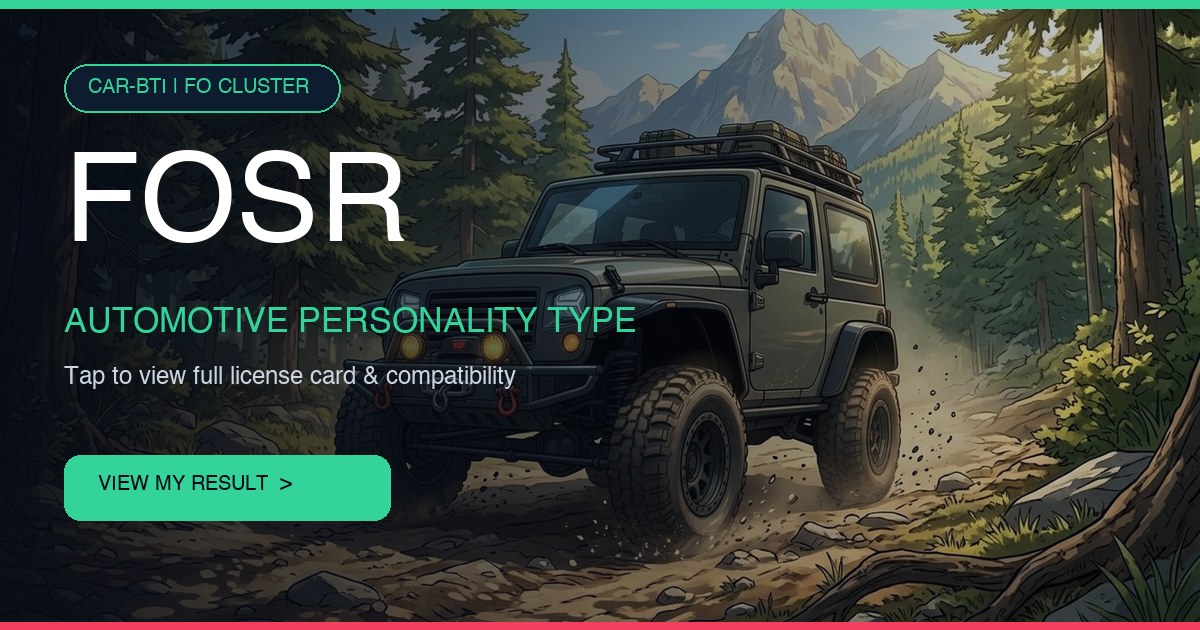 CAR-BTI | FO CLUSTER
FOSR
AUTOMOTIVE PERSONALITY TYPE
Tap to view full license card & compatibility
VIEW MY RESULT >